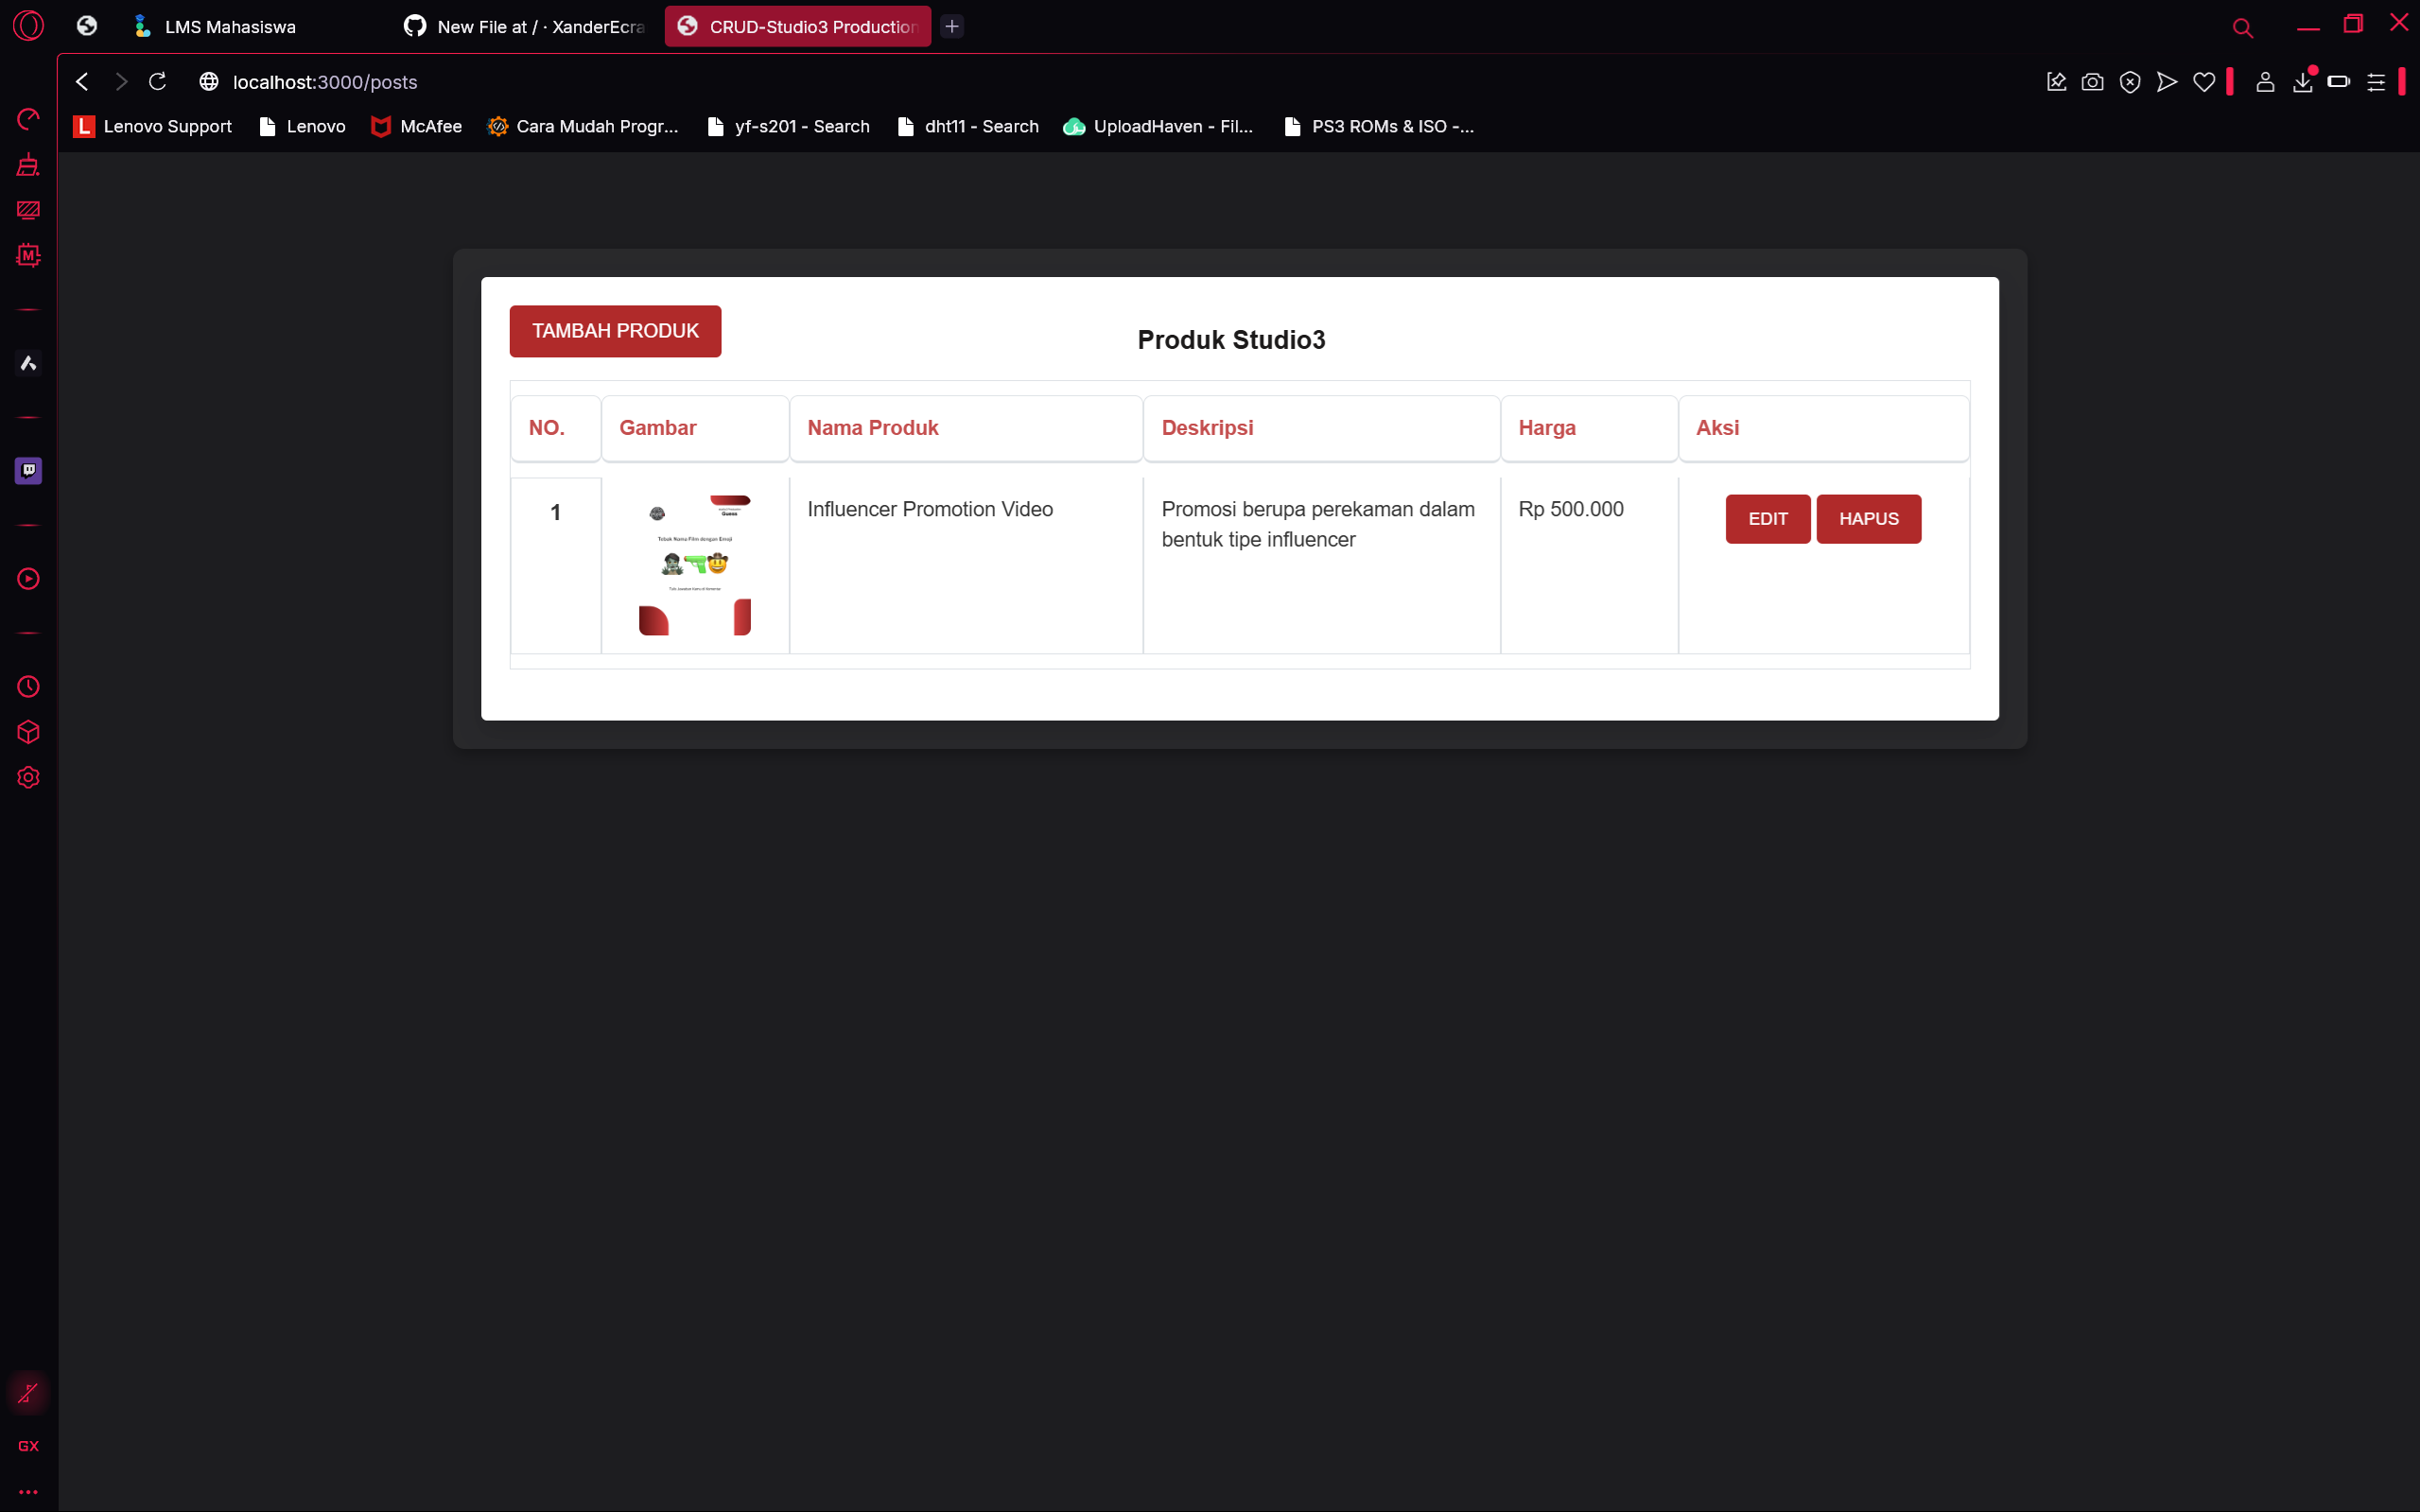 LMS Mahasiswa
New File at / · XanderEcra
CRUD-Studio3 Production
localhost:3000/posts
L Lenovo Support
Lenovo
McAfee
Cara Mudah Progr...
yf-s201 - Search
dht11 - Search
UploadHaven - Fil...
PS3 ROMs & ISO -...
M
TAMBAH PRODUK
Produk Studio3
NO.
Gambar
Nama Produk
Deskripsi
Harga
Aksi
1
Guess
Tebak Nama Film dengan Emoji
Influencer Promotion Video
Promosi berupa perekaman dalam
bentuk tipe influencer
Rp 500.000
EDIT
HAPUS
GX